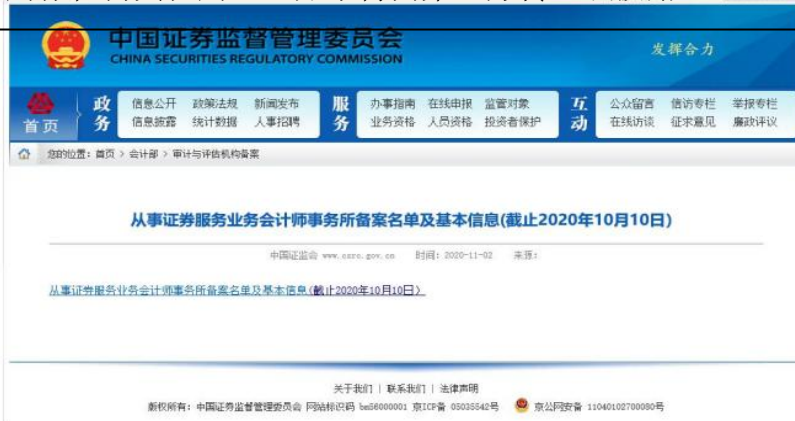 中国证券监督管理委员会
CHINA SECURITIES REGULATORY COMMISSION
发挥合力
首页
政务
信息公开 政策法规 新闻发布
信息披露 统计数据 人事招聘
服务
办事指南 在线申报 监管对象
业务资格 人员资格 投资者保护
互动
公众留言 信访专栏 举报专栏
在线访谈 征求意见 廉政评议
您的位置：首页 > 会计部 > 审计与评估机构备案
从事证券服务业务会计师事务所备案名单及基本信息(截止2020年10月10日)
中国证监会 www.csrc.gov.cn 时间：2020-11-02 来源：
从事证券服务业务会计师事务所备案名单及基本信息(截止2020年10月10日)
关于我们 | 联系我们 | 法律声明
版权所有：中国证券监督管理委员会 网站标识码 bm56000001 京ICP备 05035542号 京公网安备 11040102700080号